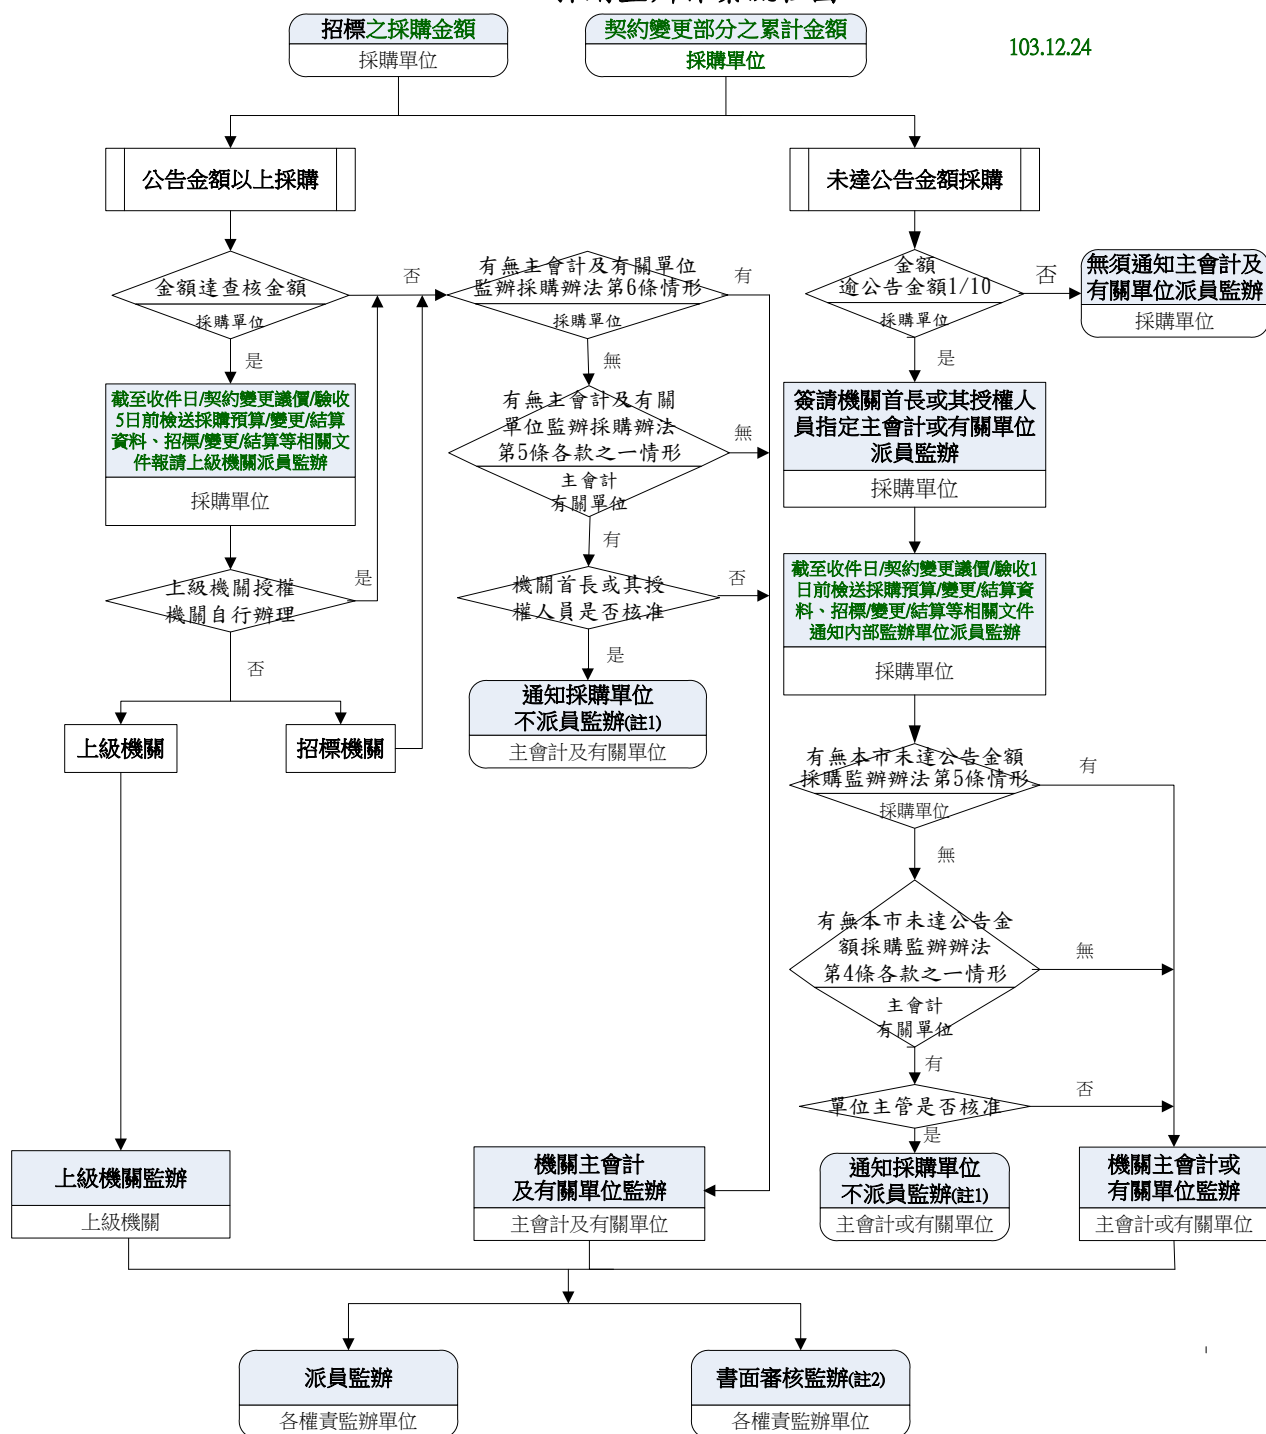 招標之採購金額
採購單位
契約變更部分之累計金額
採購單位
103.12.24
公告金額以上採購
未達公告金額採購
金額達查核金額
採購單位
否
是
有無主會計及有關單位
監辦採購辦法第6條情形
採購單位
有
無
金額
逾公告金額1/10
採購單位
否
是
無須通知主會計及
有關單位派員監辦
採購單位
截至收件日/契約變更議價/驗收
5日前檢送採購預算/變更/結算
資料、招標/變更/結算等相關文
件報請上級機關派員監辦
採購單位
有無主會計及有關
單位監辦採購辦法
第5條各款之一情形
主會計
有關單位
無
有
簽請機關首長或其授權人
員指定主會計或有關單位
派員監辦
採購單位
上級機關授權
機關自行辦理
是
否
機關首長或其授
權人員是否核准
否
是
截至收件日/契約變更議價/驗收1
日前檢送採購預算/變更/結算資
料、招標/變更/結算等相關文件
通知內部監辦單位派員監辦
採購單位
上級機關
招標機關
通知採購單位
不派員監辦(註1)
主會計及有關單位
有無本市未達公告金額
採購監辦辦法第5條情形
採購單位
有
無
有無本市未達公告金
額採購監辦辦法
第4條各款之一情形
主會計
有關單位
無
有
單位主管是否核准
否
是
上級機關監辦
上級機關
機關主會計
及有關單位監辦
主會計及有關單位
通知採購單位
不派員監辦(註1)
主會計或有關單位
機關主會計或
有關單位監辦
主會計或有關單位
派員監辦
各權責監辦單位
書面審核監辦(註2)
各權責監辦單位